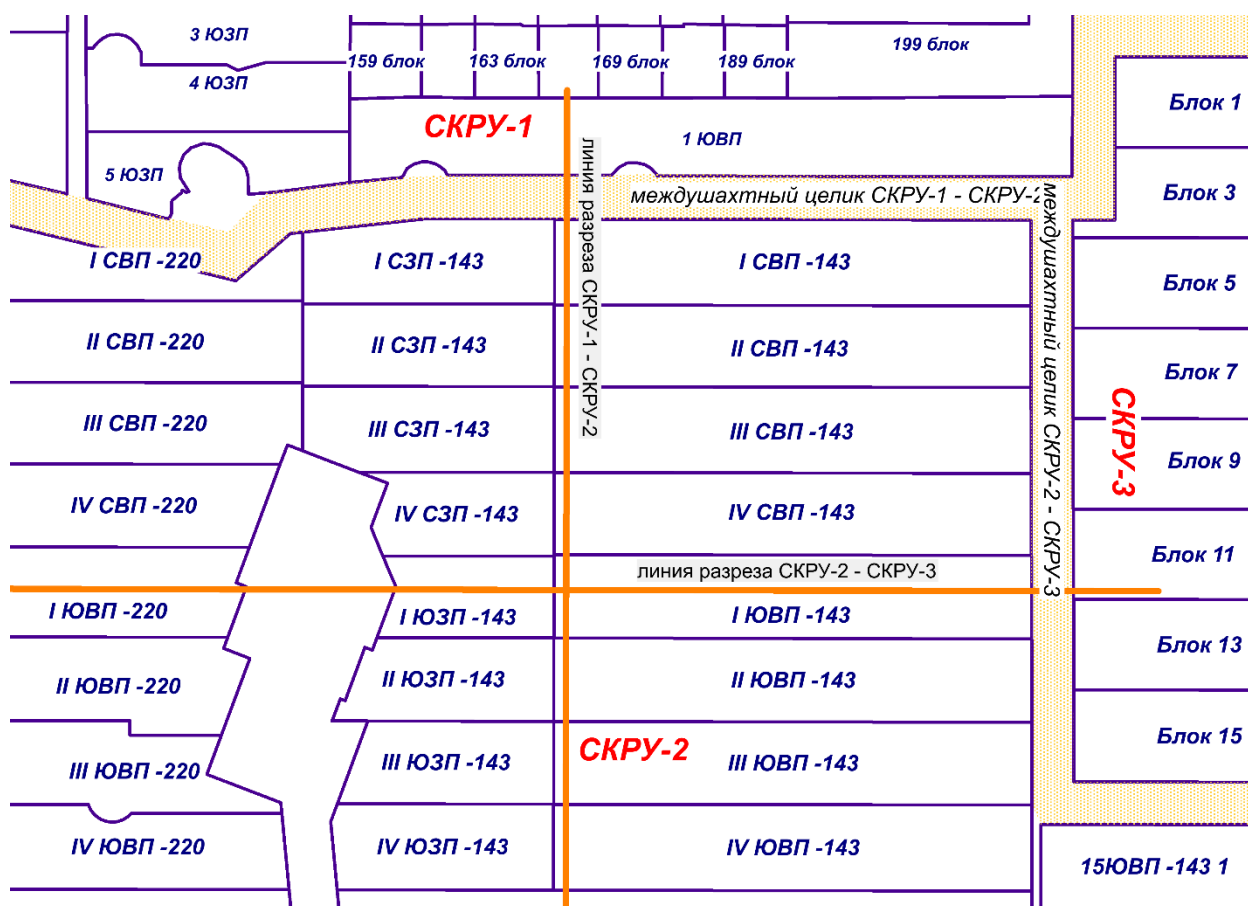 3 ЮЗП
199 блок
159 блок
163 блок
169 блок
189 блок
4 ЮЗП
Блок 1
СКРУ-1
1 ЮВП
5 ЮЗП
линия разреза СКРУ-1 - СКРУ-2
междушахтный целик СКРУ-1 - СКРУ-2
Блок 3
междушахтный целик СКРУ-2 - СКРУ-3
I СВП -220
I СЗП -143
I СВП -143
Блок 5
II СВП -220
II СЗП -143
II СВП -143
Блок 7
III СВП -220
III СЗП -143
III СВП -143
СКРУ-3
Блок 9
IV СВП -220
IV СЗП -143
IV СВП -143
Блок 11
линия разреза СКРУ-2 - СКРУ-3
I ЮВП -220
I ЮЗП -143
I ЮВП -143
Блок 13
II ЮВП -220
II ЮЗП -143
II ЮВП -143
Блок 15
СКРУ-2
III ЮВП -220
III ЮЗП -143
III ЮВП -143
IV ЮВП -220
IV ЮЗП -143
IV ЮВП -143
15ЮВП -143 1